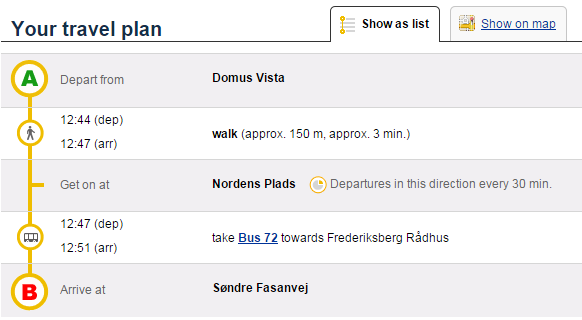 Your travel plan
Show as list
Show on map
A
Depart from Domus Vista
12:44 (dep)
walk (approx. 150 m, approx. 3 min.)
12:47 (arr)
Get on at Nordens Plads Departures in this direction every 30 min.
12:47 (dep)
take Bus 72 towards Frederiksberg Rådhus
12:51 (arr)
B
Arrive at Søndre Fasanvej